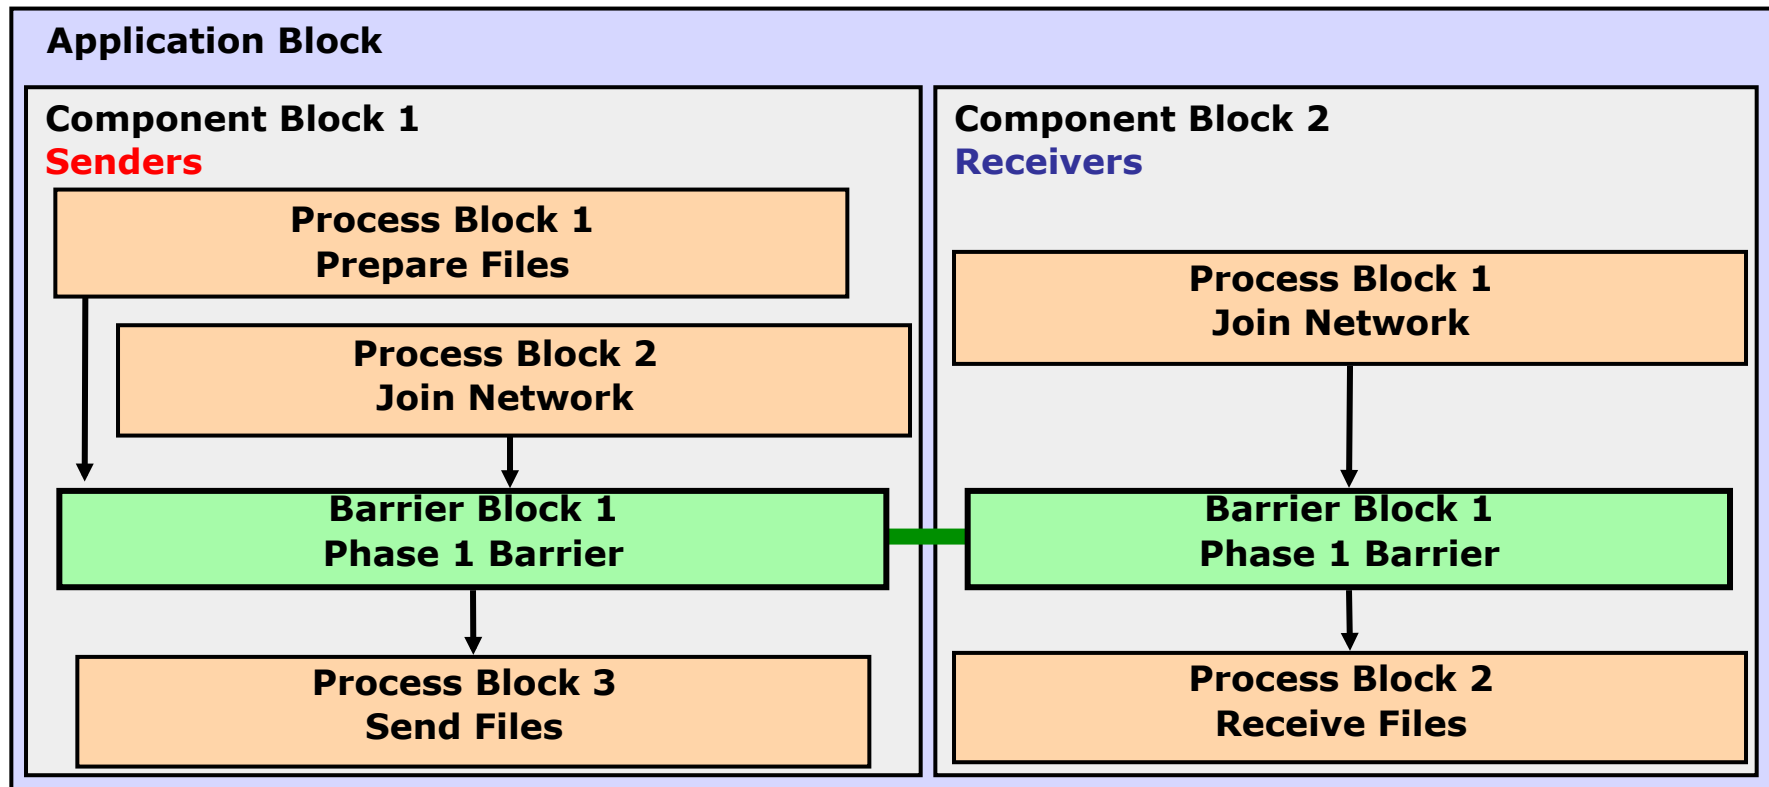 Application Block
Component Block 1
Senders
Process Block 1
Prepare Files
Process Block 2
Join Network
Barrier Block 1
Phase 1 Barrier
Process Block 3
Send Files
Component Block 2
Receivers
Process Block 1
Join Network
Barrier Block 1
Phase 1 Barrier
Process Block 2
Receive Files